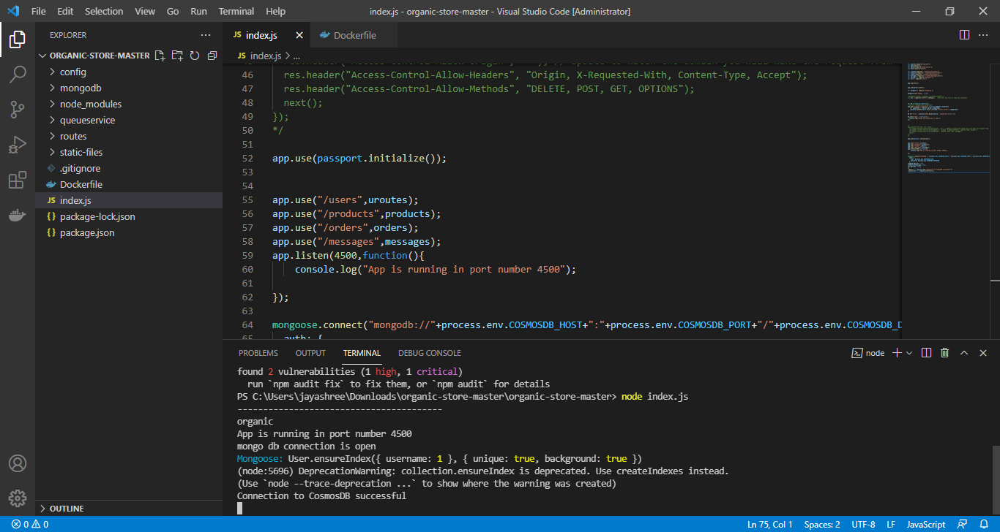 File Edit Selection View Go Run Terminal Help
index.js - organic-store-master - Visual Studio Code [Administrator]
EXPLORER
ORGANIC-STORE-MASTER
config
mongodb
node_modules
queueservice
routes
static-files
.gitignore
Dockerfile
JS index.js
{} package-lock.json
{} package.json
OUTLINE
JS index.js
Dockerfile
JS index.js > ...
46 res.header("Access-Control-Allow-Headers", "Origin, X-Requested-With, Content-Type, Accept");
47 res.header("Access-Control-Allow-Methods", "DELETE, POST, GET, OPTIONS");
48 next();
49 });
50 */
51
52 app.use(passport.initialize());
53
54
55 app.use("/users",uroutes);
56 app.use("/products",products);
57 app.use("/orders",orders);
58 app.use("/messages",messages);
59 app.listen(4500,function(){
60 console.log("App is running in port number 4500");
61
62 });
63
64 mongoose.connect("mongodb://"+process.env.COSMOSDB_HOST+":"+process.env.COSMOSDB_PORT+"/"+process.env.COSMOSDB_D
65 auth: {
PROBLEMS OUTPUT TERMINAL DEBUG CONSOLE
node
found 2 vulnerabilities (1 high, 1 critical)
run `npm audit fix` to fix them, or `npm audit` for details
PS C:\Users\jayashree\Downloads\organic-store-master\organic-store-master> node index.js
----------------------------------------
organic
App is running in port number 4500
mongo db connection is open
Mongoose: User.ensureIndex({ username: 1 }, { unique: true, background: true })
(node:5696) DeprecationWarning: collection.ensureIndex is deprecated. Use createIndexes instead.
(Use `node --trace-deprecation ...` to show where the warning was created)
Connection to CosmosDB successful
0 0
Ln 75, Col 1 Spaces: 2 UTF-8 LF JavaScript